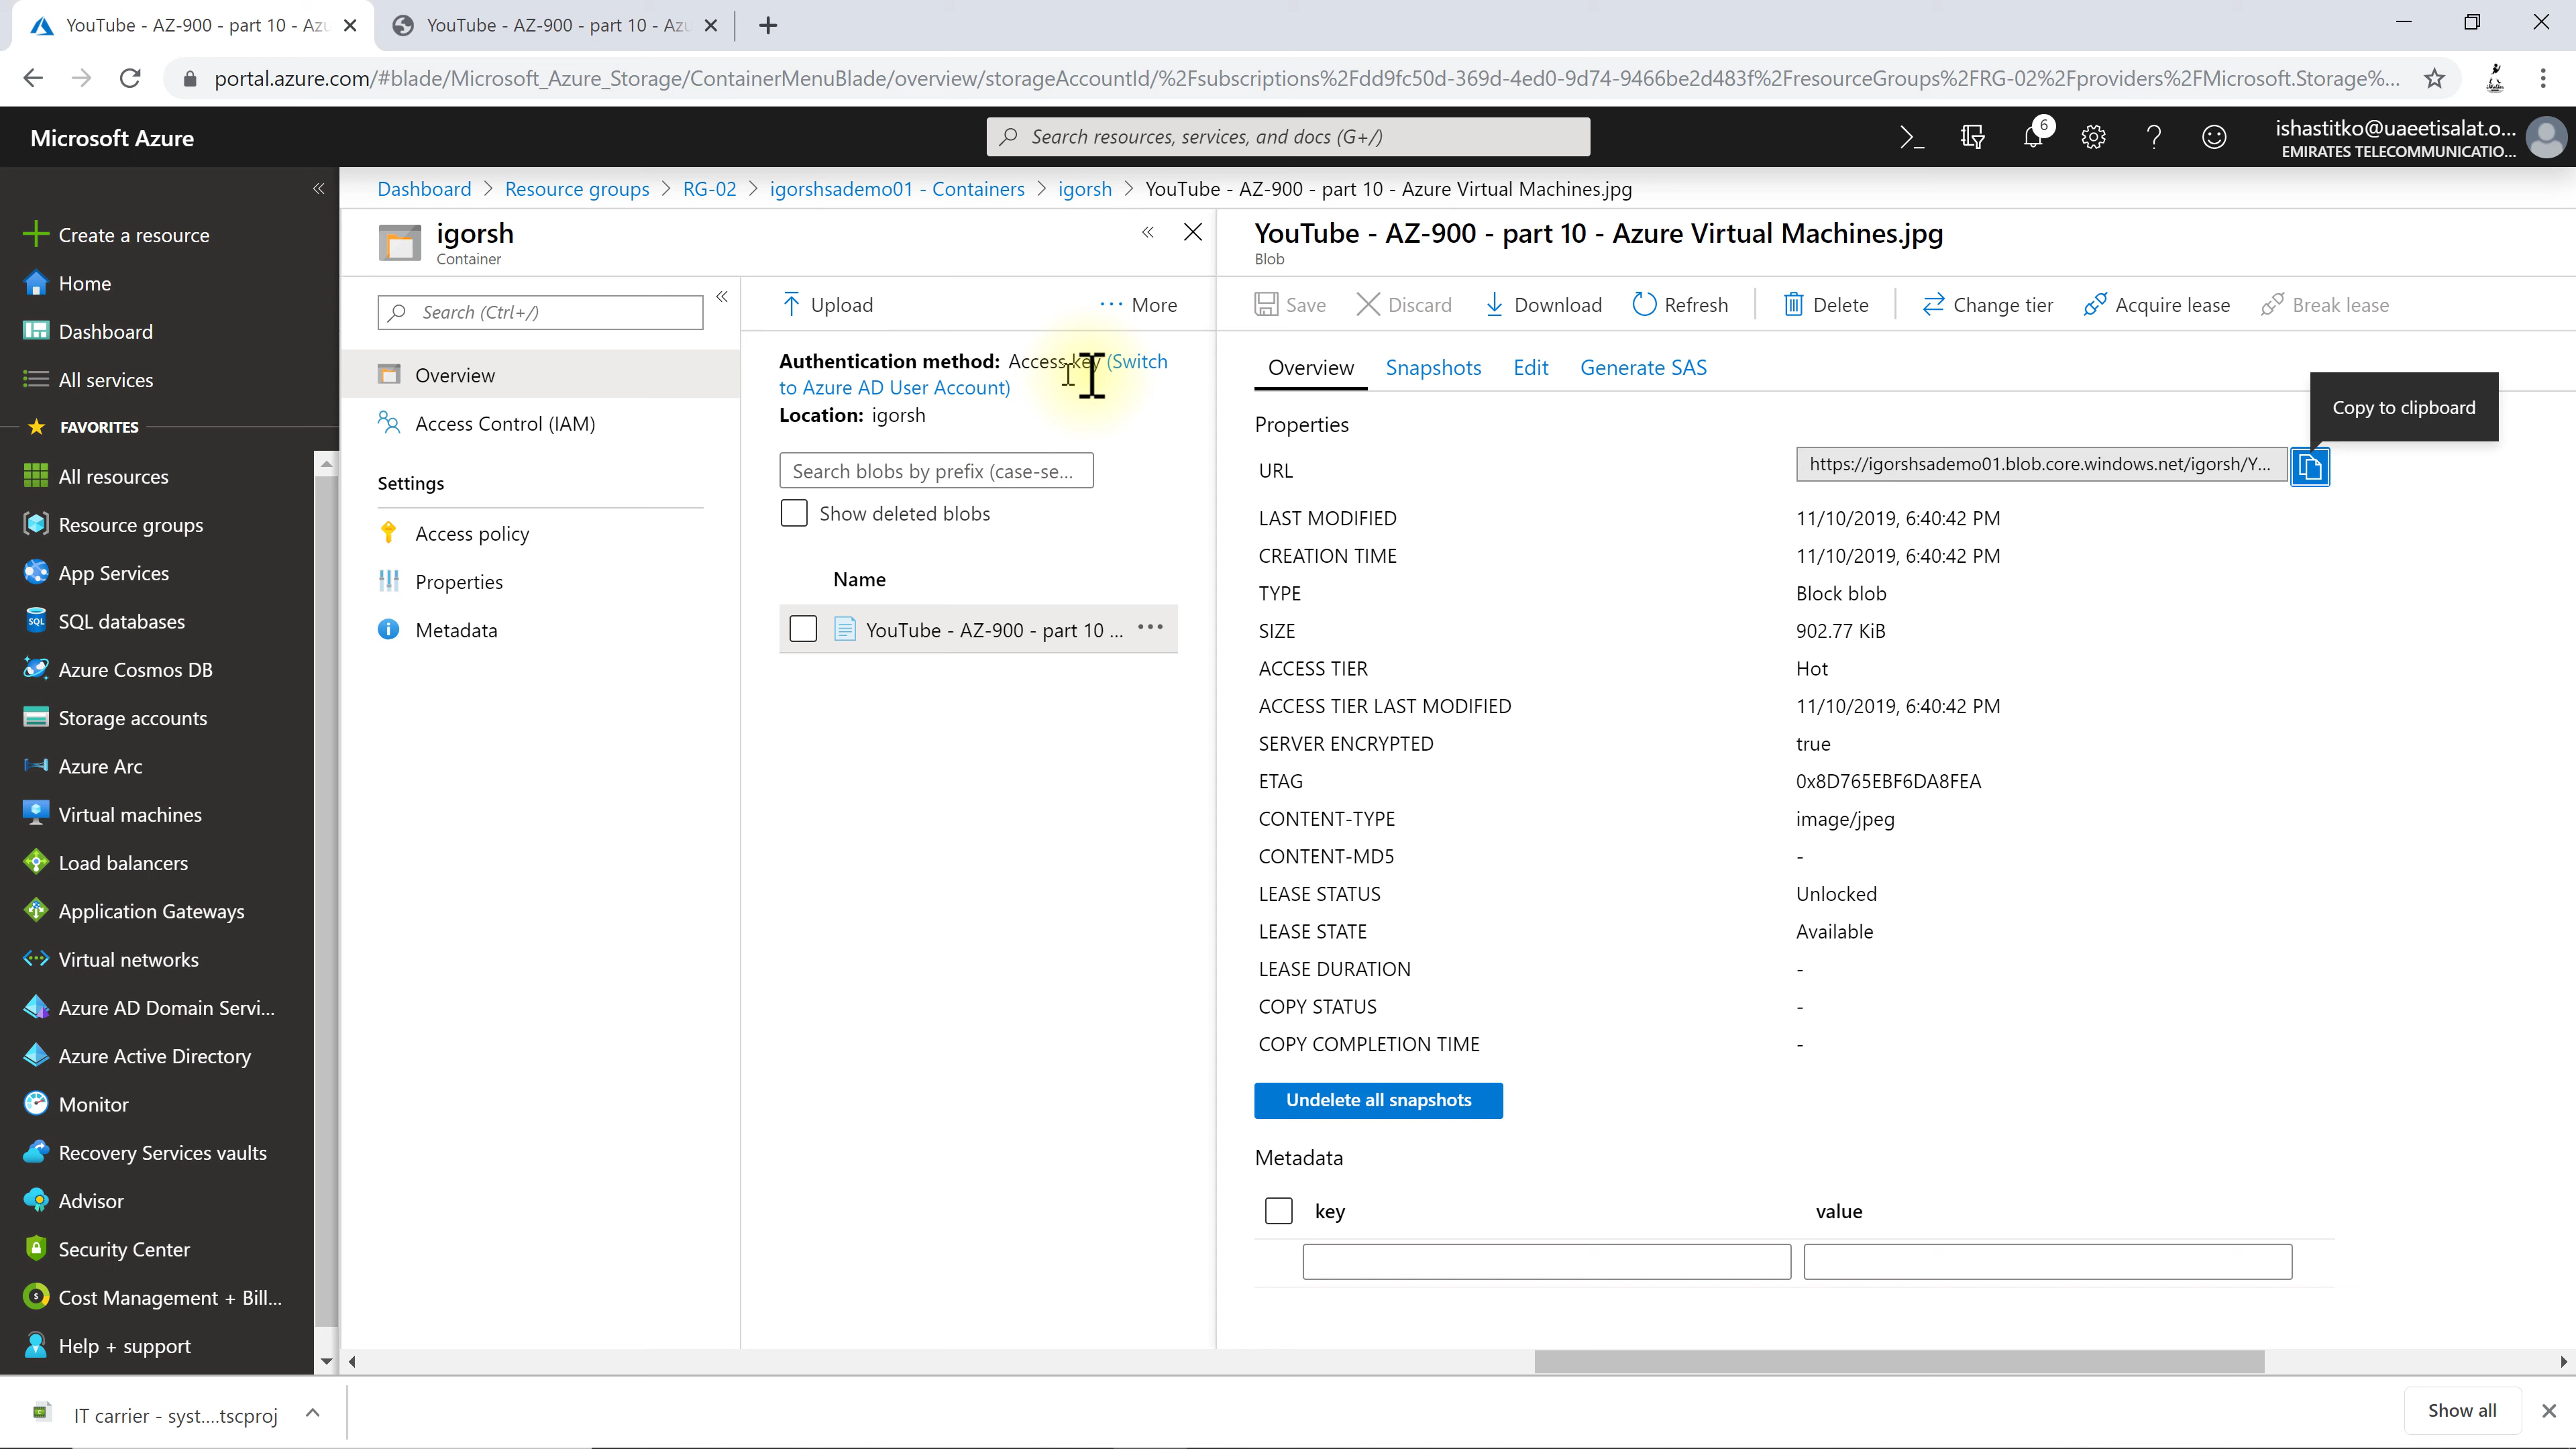 YouTube - AZ-900 - part 10 - Azu
YouTube - AZ-900 - part 10 - Azu
portal.azure.com/#blade/Microsoft_Azure_Storage/ContainerMenuBlade/overview/storageAccountId/%2Fsubscriptions%2Fdd9fc50d-369d-4ed0-9d74-9466be2d483f%2FresourceGroups%2FRG-02%2Fproviders%2FMicrosoft.Storage%...
Microsoft Azure
Search resources, services, and docs (G+/)
6
ishastitko@uaeetisalat.o...
EMIRATES TELECOMMUNICATIO...
Dashboard > Resource groups > RG-02 > igorshsademo01 - Containers > igorsh > YouTube - AZ-900 - part 10 - Azure Virtual Machines.jpg
Create a resource
Home
Dashboard
All services
FAVORITES
All resources
Resource groups
App Services
SQL databases
Azure Cosmos DB
Storage accounts
Azure Arc
Virtual machines
Load balancers
Application Gateways
Virtual networks
Azure AD Domain Servi...
Azure Active Directory
Monitor
Recovery Services vaults
Advisor
Security Center
Cost Management + Bill...
Help + support
igorsh
Container
Search (Ctrl+/)
Overview
Access Control (IAM)
Settings
Access policy
Properties
Metadata
Upload
More
Authentication method: Access key (Switch
to Azure AD User Account)
Location: igorsh
Search blobs by prefix (case-se...
Show deleted blobs
Name
YouTube - AZ-900 - part 10 ...
YouTube - AZ-900 - part 10 - Azure Virtual Machines.jpg
Blob
Save Discard Download Refresh Delete Change tier Acquire lease Break lease
Overview Snapshots Edit Generate SAS
Copy to clipboard
Properties
URL https://igorshsademo01.blob.core.windows.net/igorsh/Y...
LAST MODIFIED 11/10/2019, 6:40:42 PM
CREATION TIME 11/10/2019, 6:40:42 PM
TYPE Block blob
SIZE 902.77 KiB
ACCESS TIER Hot
ACCESS TIER LAST MODIFIED 11/10/2019, 6:40:42 PM
SERVER ENCRYPTED true
ETAG 0x8D765EBF6DA8FEA
CONTENT-TYPE image/jpeg
CONTENT-MD5 -
LEASE STATUS Unlocked
LEASE STATE Available
LEASE DURATION -
COPY STATUS -
COPY COMPLETION TIME -
Undelete all snapshots
Metadata
key value
IT carrier - syst....tscproj
Show all